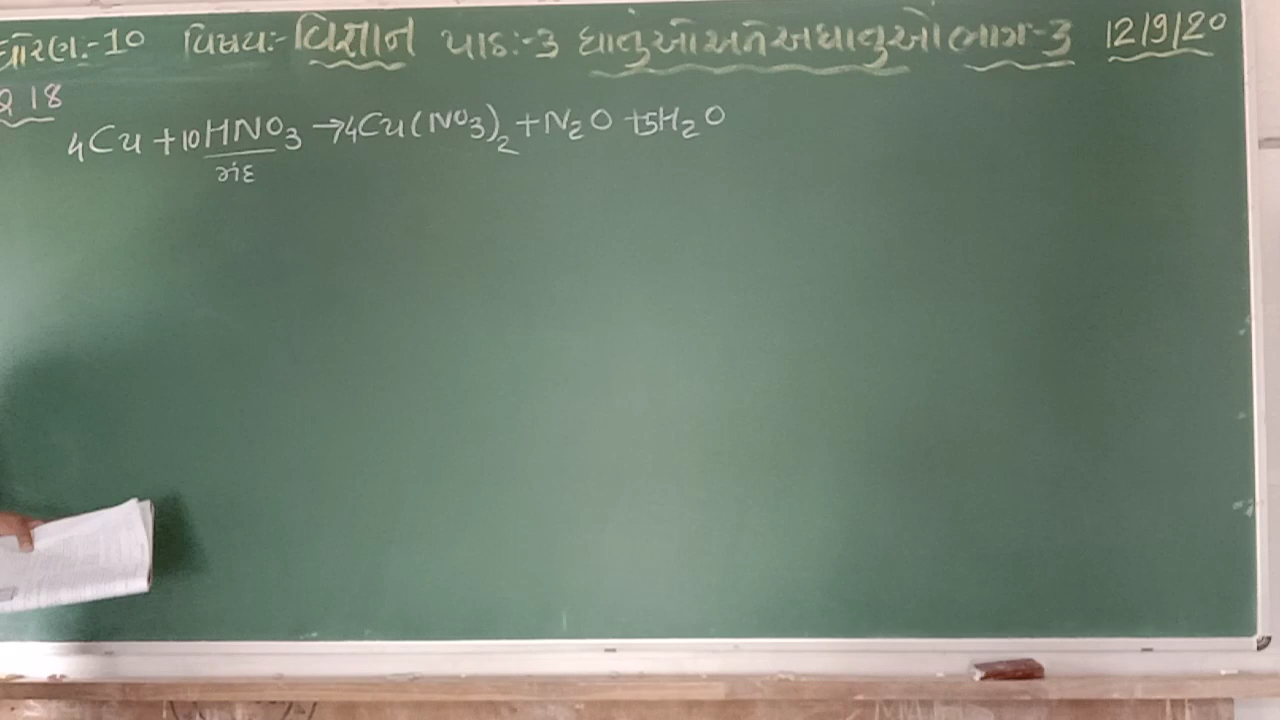 ધોરણ:-10 વિષય:- વિજ્ઞાન પાઠ:-3 ધાતુઓ અને અધાતુઓ ભાગ-3 12/9/20
Q 18
4Cu + 10HNO3 → 4Cu(NO3)2 + N2O + 5H2O
મંદ